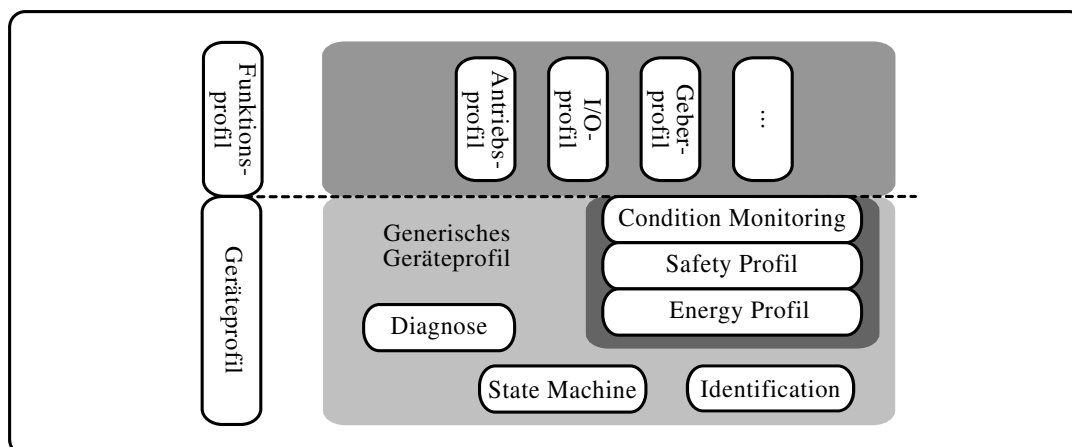 Funktions-
profil
Antriebs-
profil
I/O-
profil
Geber-
profil
...
Geräteprofil
Generisches
Geräteprofil
Condition Monitoring
Safety Profil
Energy Profil
Diagnose
State Machine
Identification